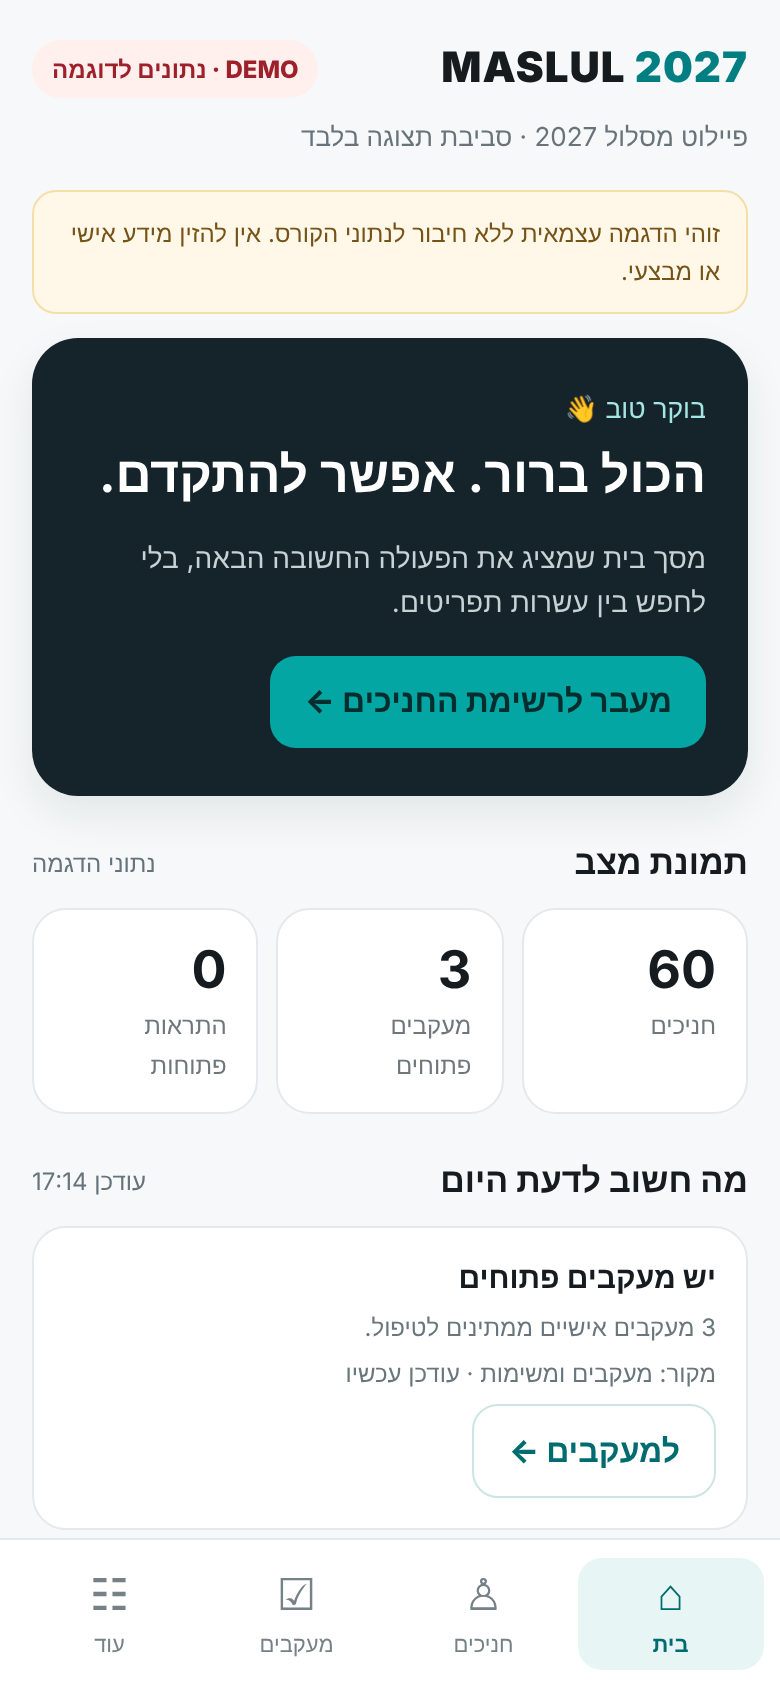 MASLUL 2027
DEMO · נתונים לדוגמה
פיילוט מסלול 2027 · סביבת תצוגה בלבד
זוהי הדגמה עצמאית ללא חיבור לנתוני הקורס. אין להזין מידע אישי
או מבצעי.
בוקר טוב 👋
הכול ברור. אפשר להתקדם.
מסך בית שמציג את הפעולה החשובה הבאה, בלי
לחפש בין עשרות תפריטים.
מעבר לרשימת החניכים ←
תמונת מצב
נתוני הדגמה
60
חניכים
3
מעקבים
פתוחים
0
התראות
פתוחות
מה חשוב לדעת היום
עודכן 17:14
יש מעקבים פתוחים
3 מעקבים אישיים ממתינים לטיפול.
מקור: מעקבים ומשימות · עודכן עכשיו
למעקבים ←
בית
חניכים
מעקבים
עוד